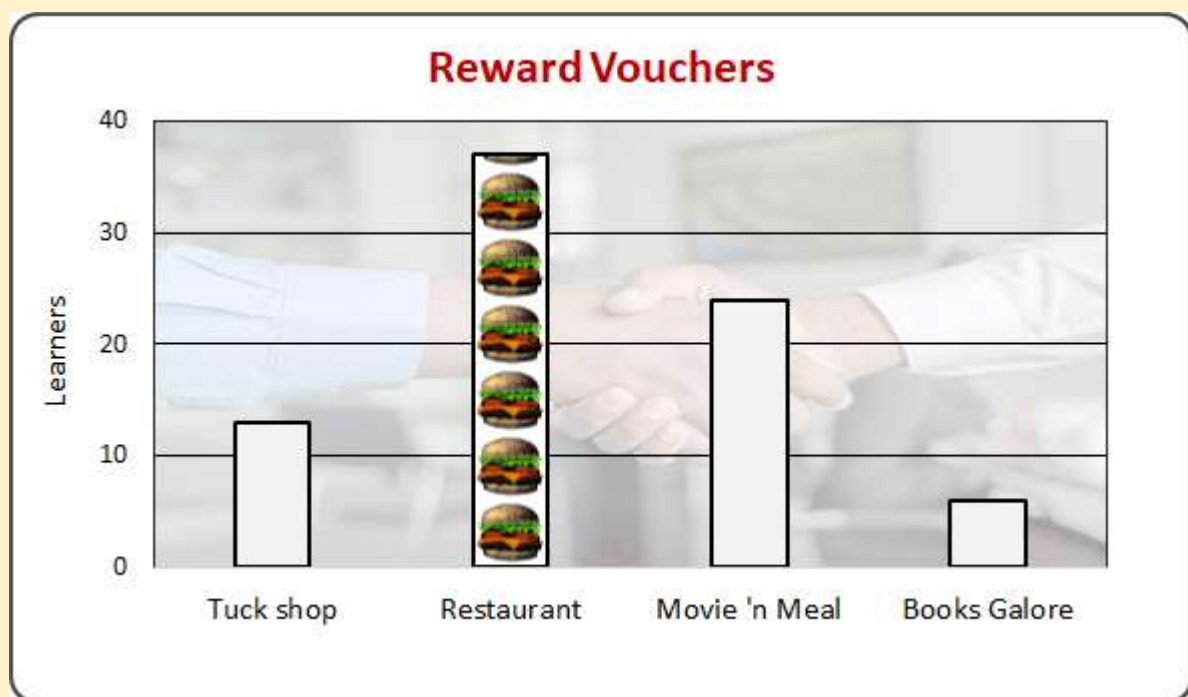 Reward Vouchers
40
30
20
10
0
Learners
Tuck shop
Restaurant
Movie 'n Meal
Books Galore